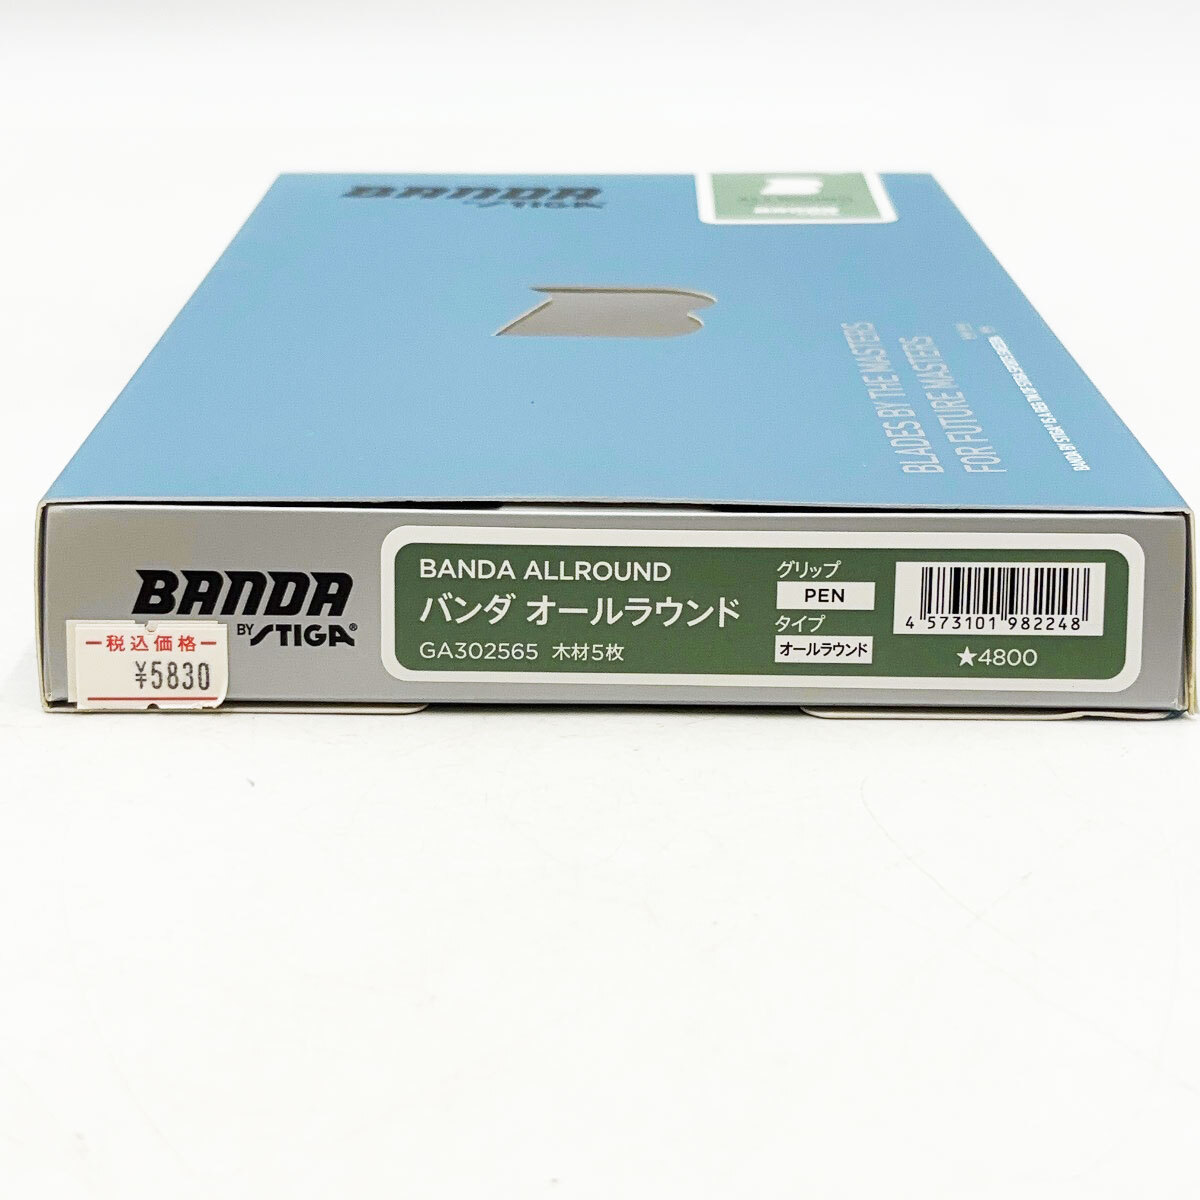 BANDA
BY STIGA
BLADES BY THE MASTERS
FOR FUTURE MASTERS
BANDA
BY STIGA®
税込価格
¥5830
BANDA ALLROUND
バンダ オールラウンド
GA302565 木材5枚
グリップ
PEN
タイプ
オールラウンド
4 573101 982248
★4800